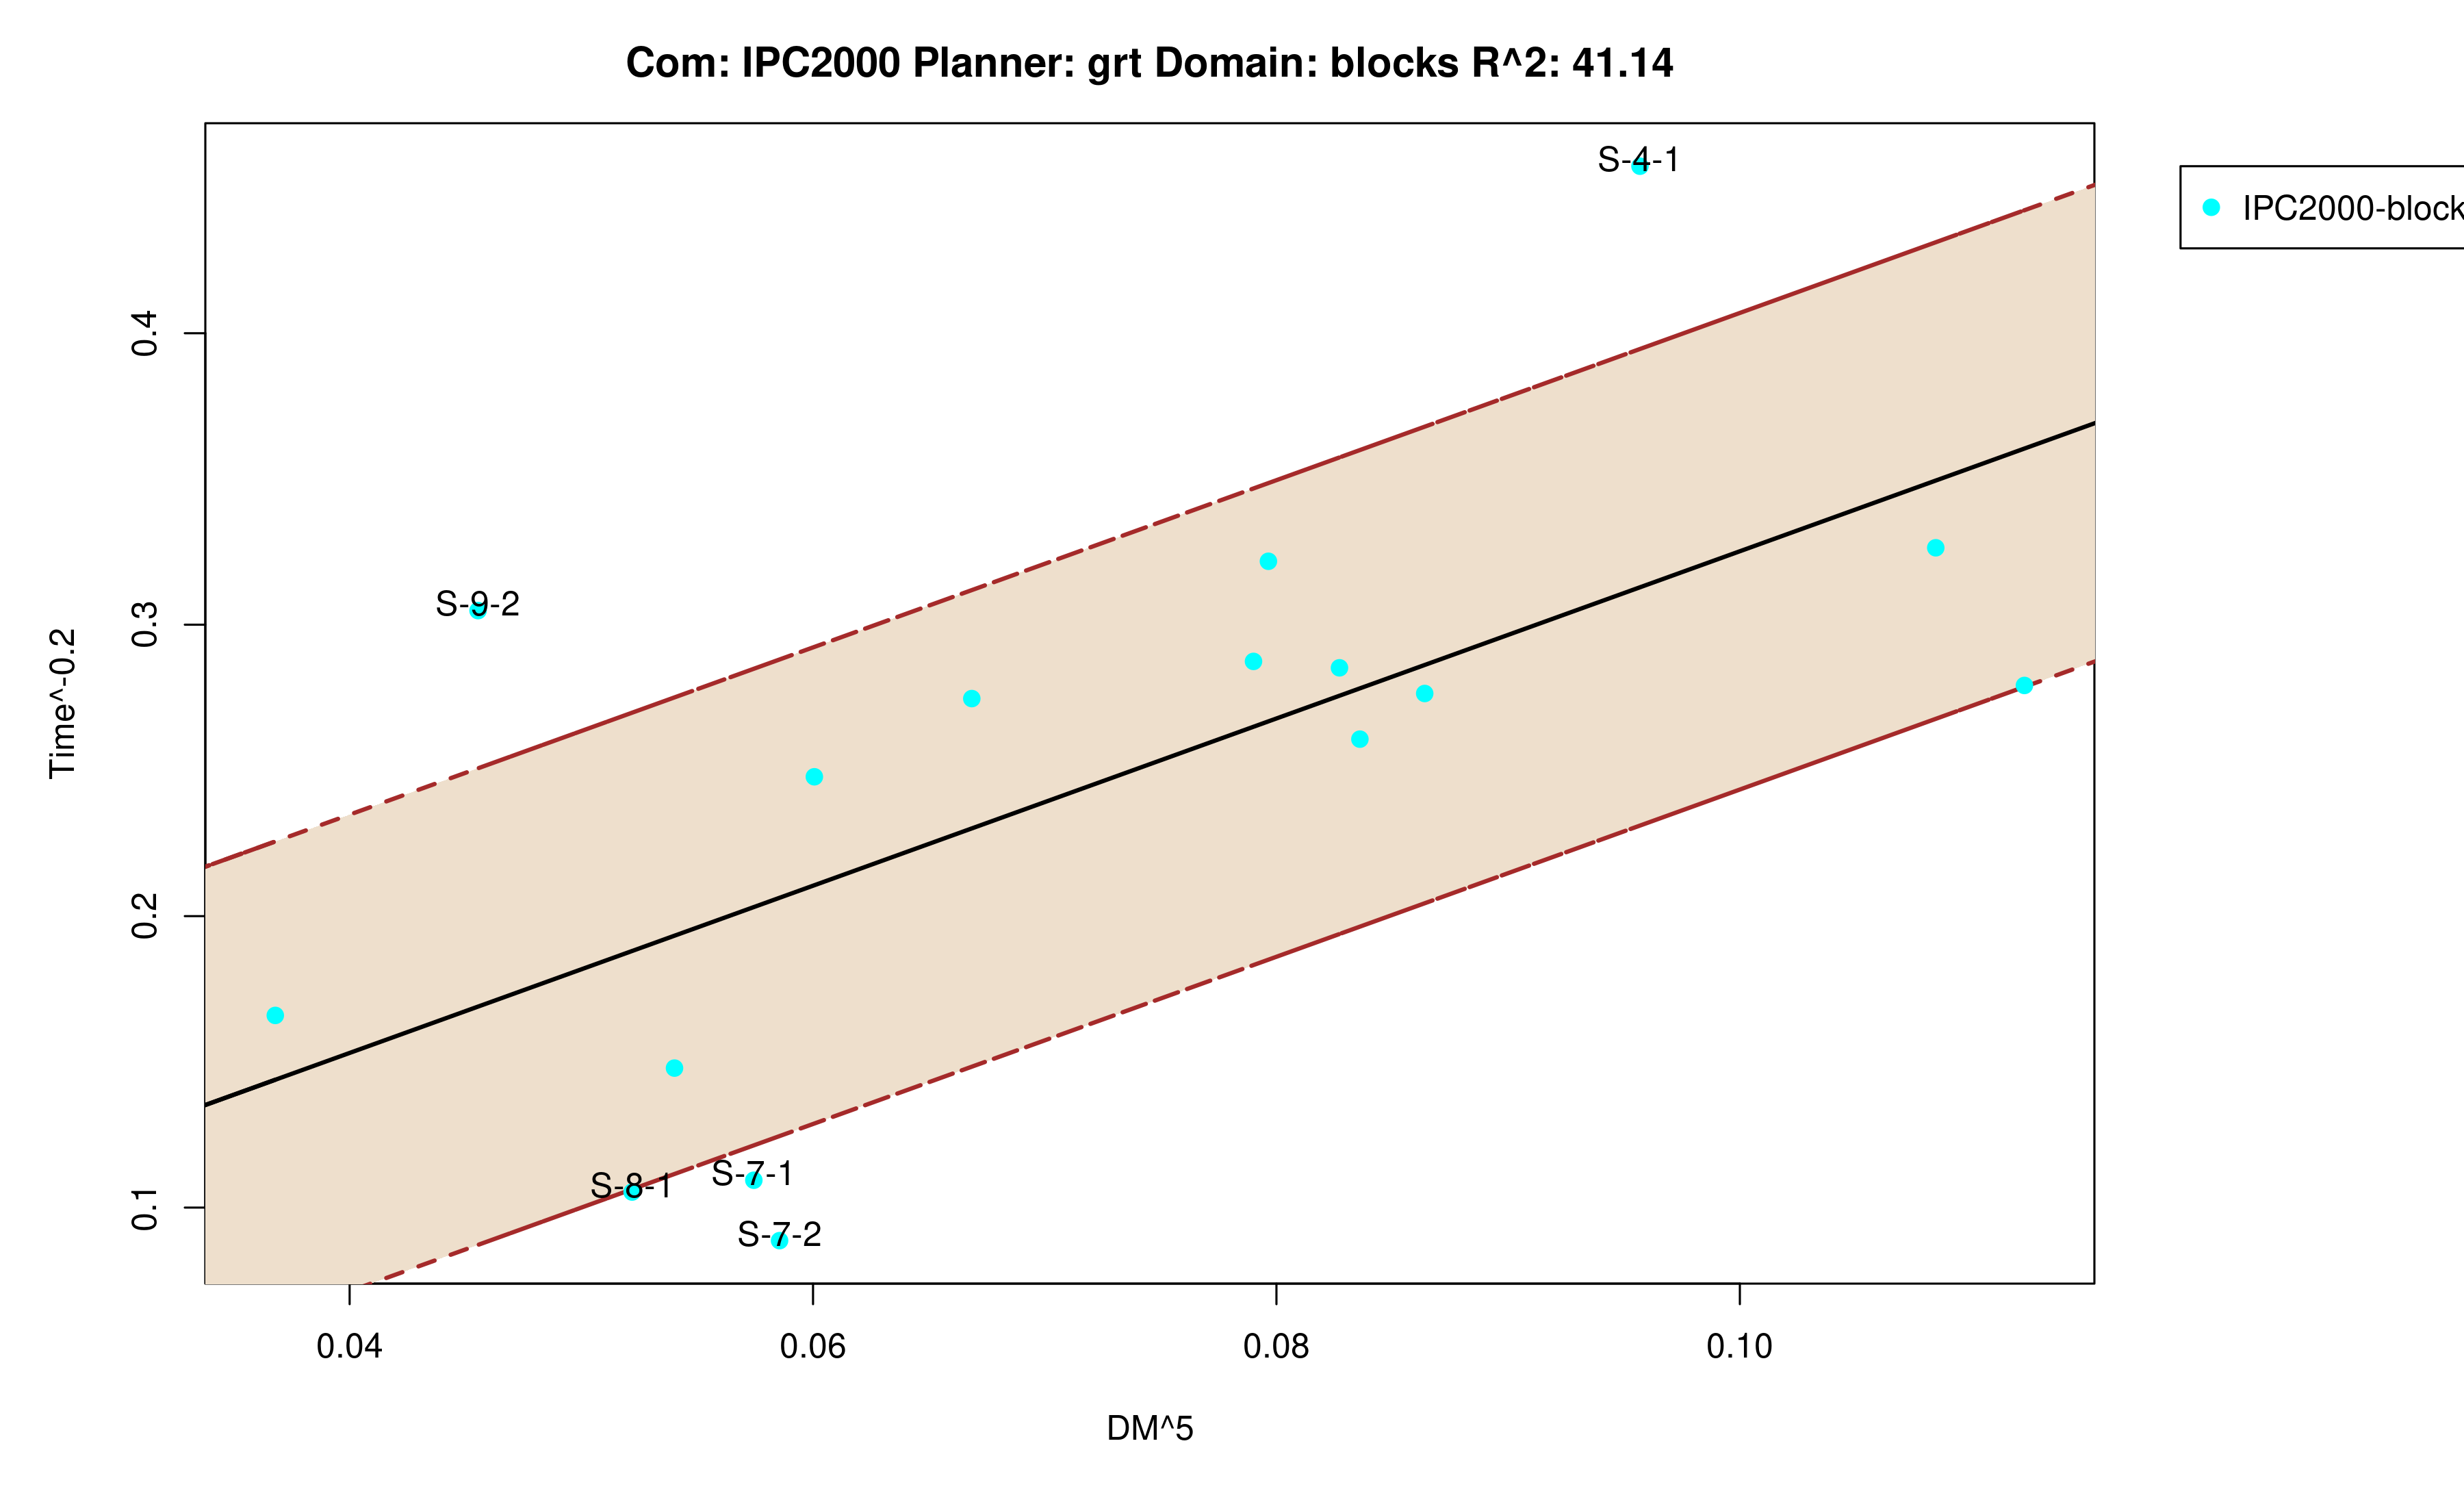 Com: IPC2000 Planner: grt Domain: blocks R^2: 41.14
S-4-1
IPC2000-block
0.4
0.3
0.2
0.1
Time^-0.2
S-9-2
S-8-1
S-7-1
S-7-2
0.04 0.06 0.08 0.10
DM^5